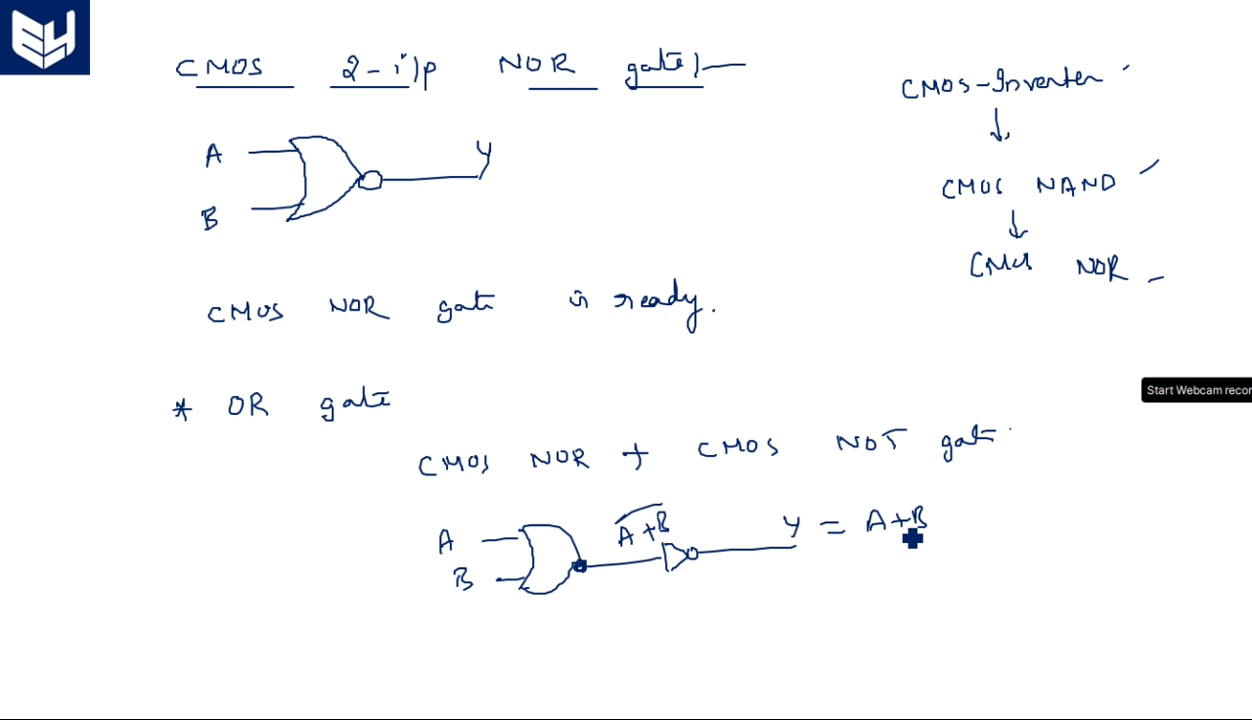 CMOS 2-i/p NOR gate:-
CMOS-Inverter
↓
CMOS NAND
↓
CMOS NOR
A
B
Y
CMOS NOR gate is ready.
* OR gate
CMOS NOR + CMOS NOT gate
A
B
\overline{A+B}
Y = A+B
Start Webcam recor